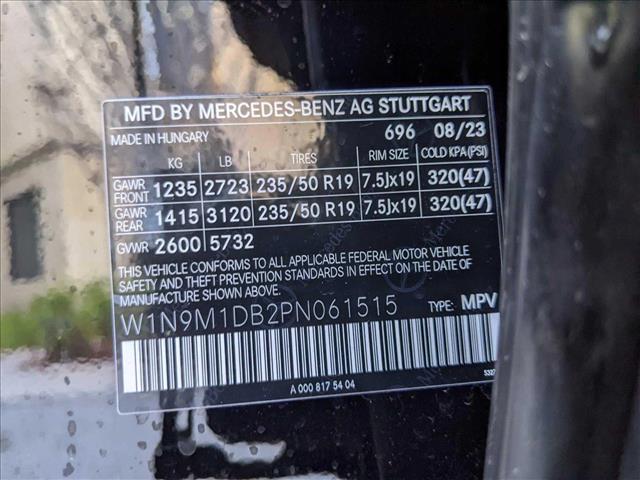 MFD BY MERCEDES-BENZ AG STUTTGART
MADE IN HUNGARY 696 08/23
KG LB TIRES RIM SIZE COLD KPA(PSI)
GAWR FRONT 1235 2723 235/50 R19 7.5Jx19 320(47)
GAWR REAR 1415 3120 235/50 R19 7.5Jx19 320(47)
GVWR 2600 5732
THIS VEHICLE CONFORMS TO ALL APPLICABLE FEDERAL MOTOR VEHICLE
SAFETY AND THEFT PREVENTION STANDARDS IN EFFECT ON THE DATE OF
MANUFACTURE SHOWN ABOVE.
W1N9M1DB2PN061515 TYPE: MPV
A 000 817 54 04